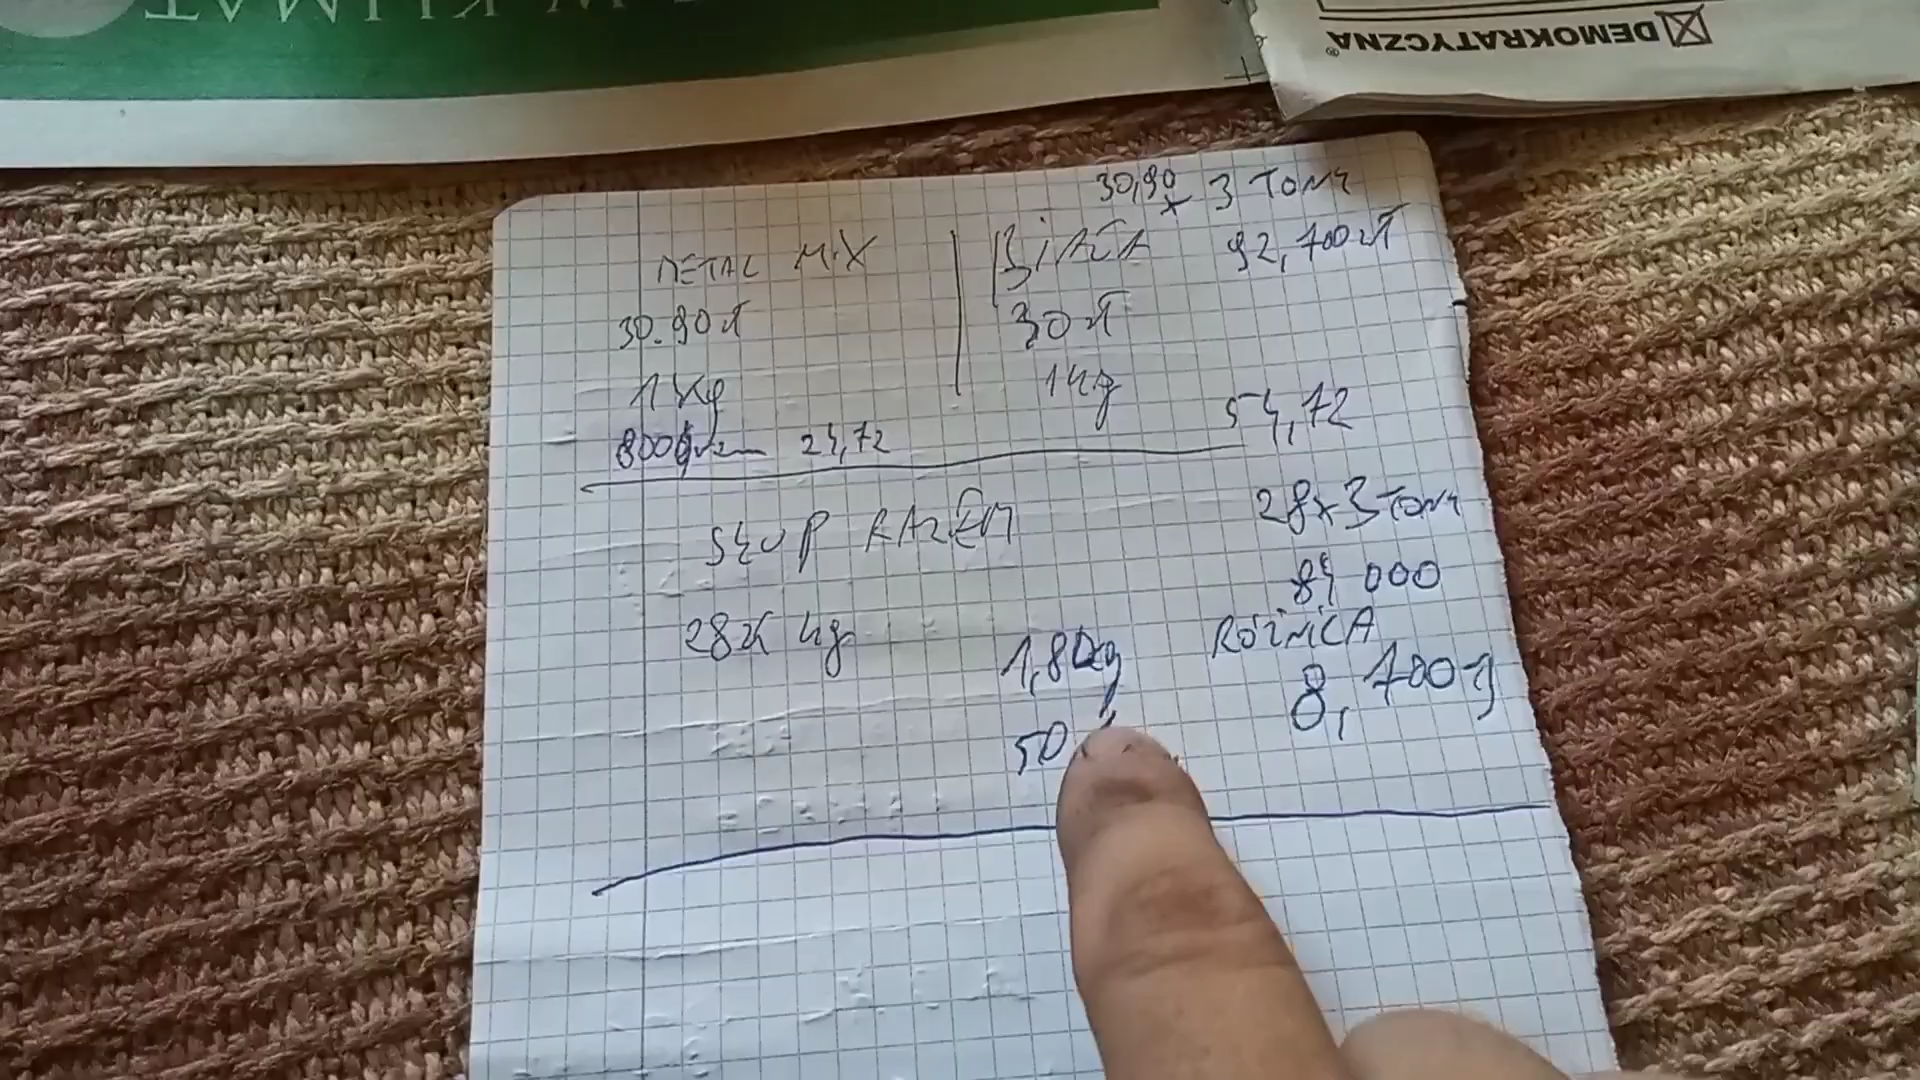 W KLIMAT
DEMOKRATYCZNA®
30,90 x 3 TONY
METAL MIX
BIAŁA 92,700 zł
30.90 zł
30 zł
1 kg
1 kg
800 gram 24,72
54,72
SKUP RAZEM
28 x 3 TONY
84 000
28 zł kg
1,8 kg
RÓŻNICA
8,700 zł
50